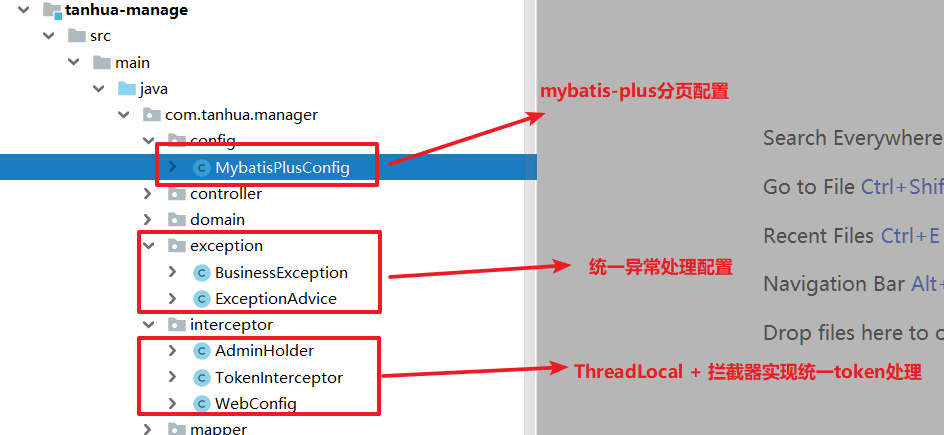 tanhua-manage
src
main
java
com.tanhua.manager
config
MybatisPlusConfig
controller
domain
exception
BusinessException
ExceptionAdvice
interceptor
AdminHolder
TokenInterceptor
WebConfig
mapper
mybatis-plus分页配置
统一异常处理配置
ThreadLocal + 拦截器实现统一token处理
Search Everywhere
Go to File Ctrl+Shif
Recent Files Ctrl+E
Navigation Bar Alt+
Drop files here to o